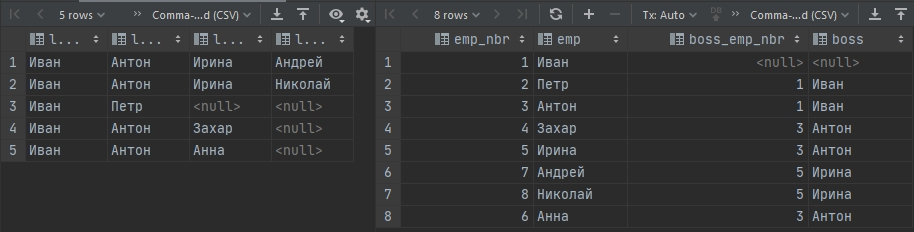 5 rows Comma-...d (CSV)
l... l... l... l...
1 Иван Антон Ирина Андрей
2 Иван Антон Ирина Николай
3 Иван Петр <null> <null>
4 Иван Антон Захар <null>
5 Иван Антон Анна <null>
8 rows Tx: Auto DB Comma-...d (CSV)
emp_nbr emp boss_emp_nbr boss
1 1 Иван <null> <null>
2 2 Петр 1 Иван
3 3 Антон 1 Иван
4 4 Захар 3 Антон
5 5 Ирина 3 Антон
6 7 Андрей 5 Ирина
7 8 Николай 5 Ирина
8 6 Анна 3 Антон